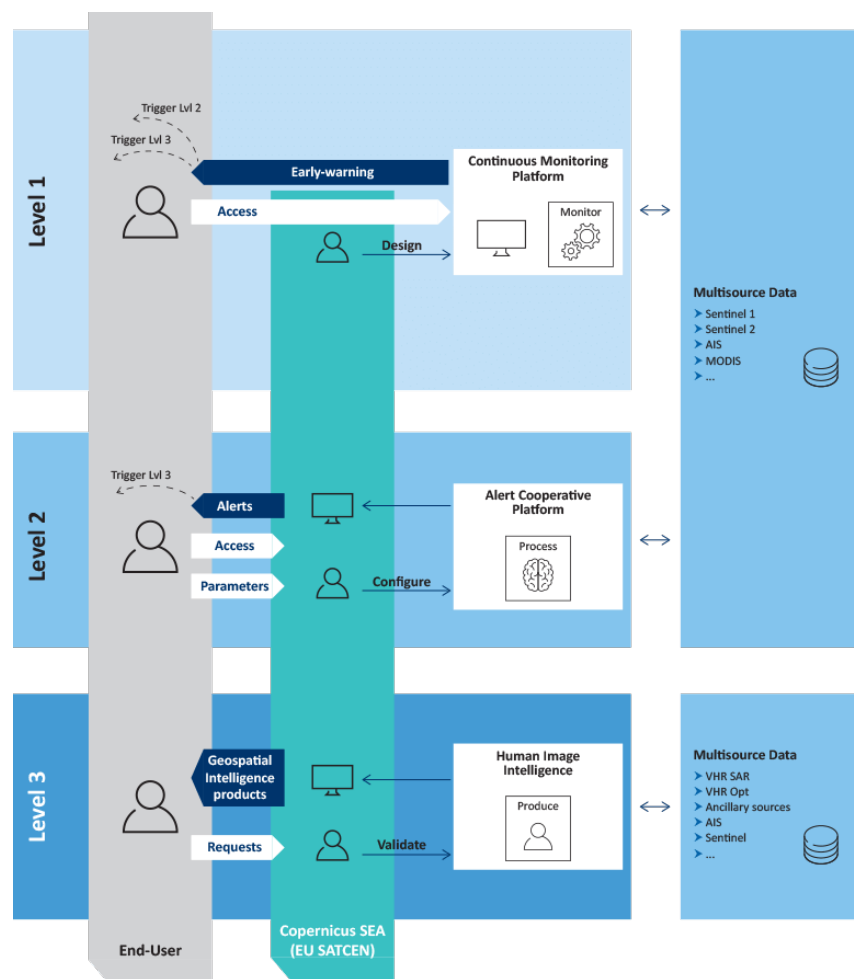 Level 1
Trigger Lvl 2
Trigger Lvl 3
Early-warning
Access
Design
Continuous Monitoring
Platform
Monitor
Multisource Data
Sentinel 1
Sentinel 2
AIS
MODIS
...
Level 2
Trigger Lvl 3
Alerts
Access
Parameters
Configure
Alert Cooperative
Platform
Process
Level 3
Geospatial
Intelligence
products
Requests
Validate
Human Image
Intelligence
Produce
Multisource Data
VHR SAR
VHR Opt
Ancillary sources
AIS
Sentinel
...
End-User
Copernicus SEA
(EU SATCEN)